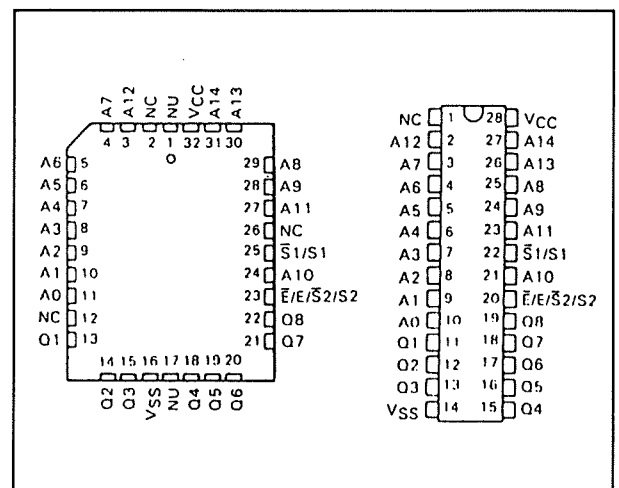 A7 A12 NC NU VCC A14 A13
4 3 2 1 32 31 30
A6 5 29 A8
A5 6 28 A9
A4 7 27 A11
A3 8 26 NC
A2 9 25 S̅1/S1
A1 10 24 A10
A0 11 23 E̅/E/S̅2/S2
NC 12 22 Q8
Q1 13 21 Q7
14 15 16 17 18 19 20
Q2 Q3 VSS NU Q4 Q5 Q6
NC 1 28 VCC
A12 2 27 A14
A7 3 26 A13
A6 4 25 A8
A5 5 24 A9
A4 6 23 A11
A3 7 22 S̅1/S1
A2 8 21 A10
A1 9 20 E̅/E/S̅2/S2
A0 10 19 Q8
Q1 11 18 Q7
Q2 12 17 Q6
Q3 13 16 Q5
VSS 14 15 Q4